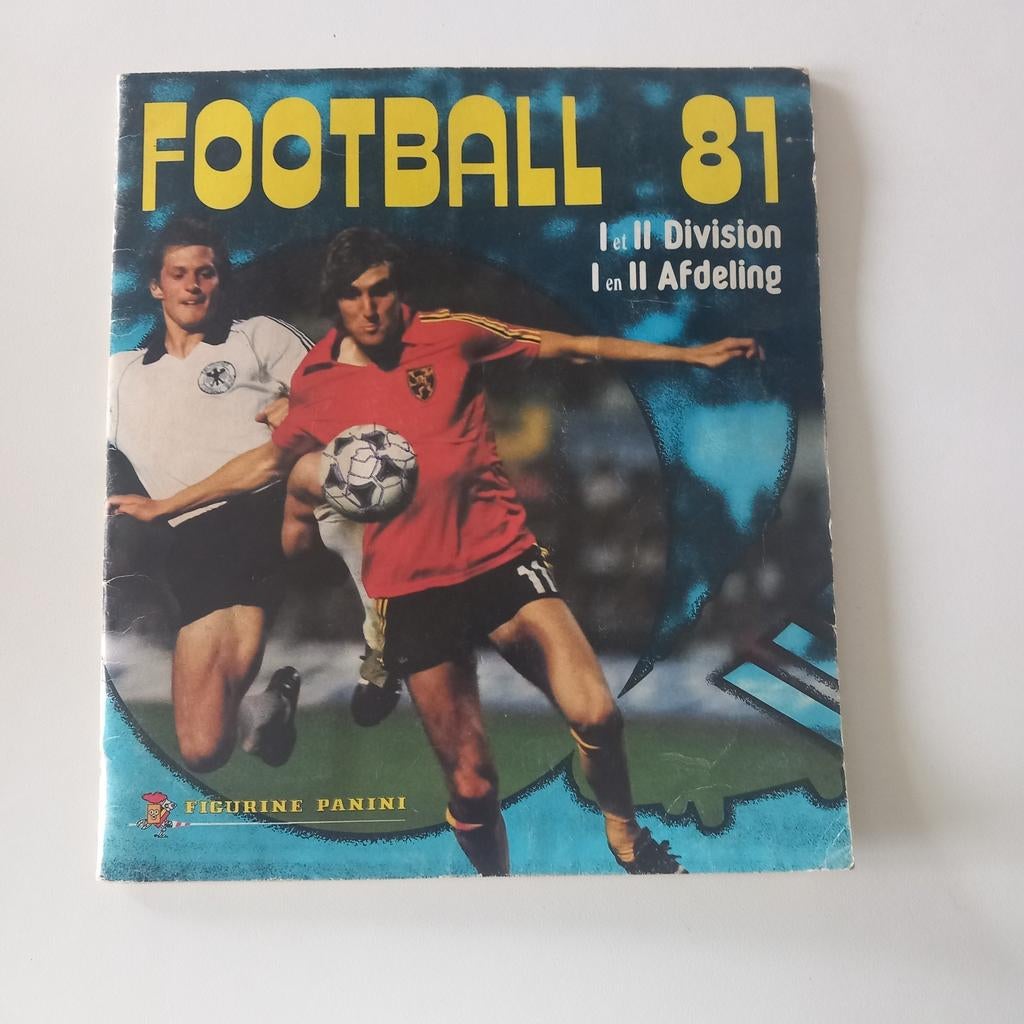 FOOTBALL 81
I et II Division
I en II Afdeling
11
FIGURINE PANINI